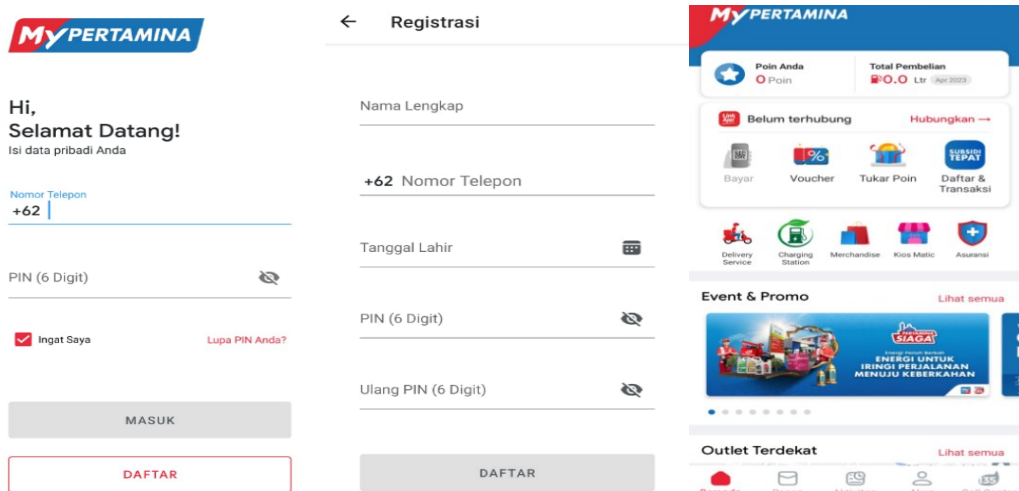 MyPERTAMINA
Hi,
Selamat Datang!
Isi data pribadi Anda
Nomor Telepon
+62
PIN (6 Digit)
Ingat Saya
Lupa PIN Anda?
MASUK
DAFTAR
Registrasi
Nama Lengkap
+62 Nomor Telepon
Tanggal Lahir
PIN (6 Digit)
Ulang PIN (6 Digit)
DAFTAR
MyPERTAMINA
Poin Anda
0 Poin
Total Pembelian
0.0 Ltr Apr 2023
Belum terhubung
Hubungkan →
Bayar
Voucher
Tukar Poin
SUBSIDI
TEPAT
Daftar &
Transaksi
Delivery
Service
Charging
Station
Merchandise
Kios Matic
Asuransi
Event & Promo
Lihat semua
PERTAMINA
SIAGA
ENERGI UNTUK
IRINGI PERJALANAN
MENUJU KEBERKAHAN
Outlet Terdekat
Lihat semua